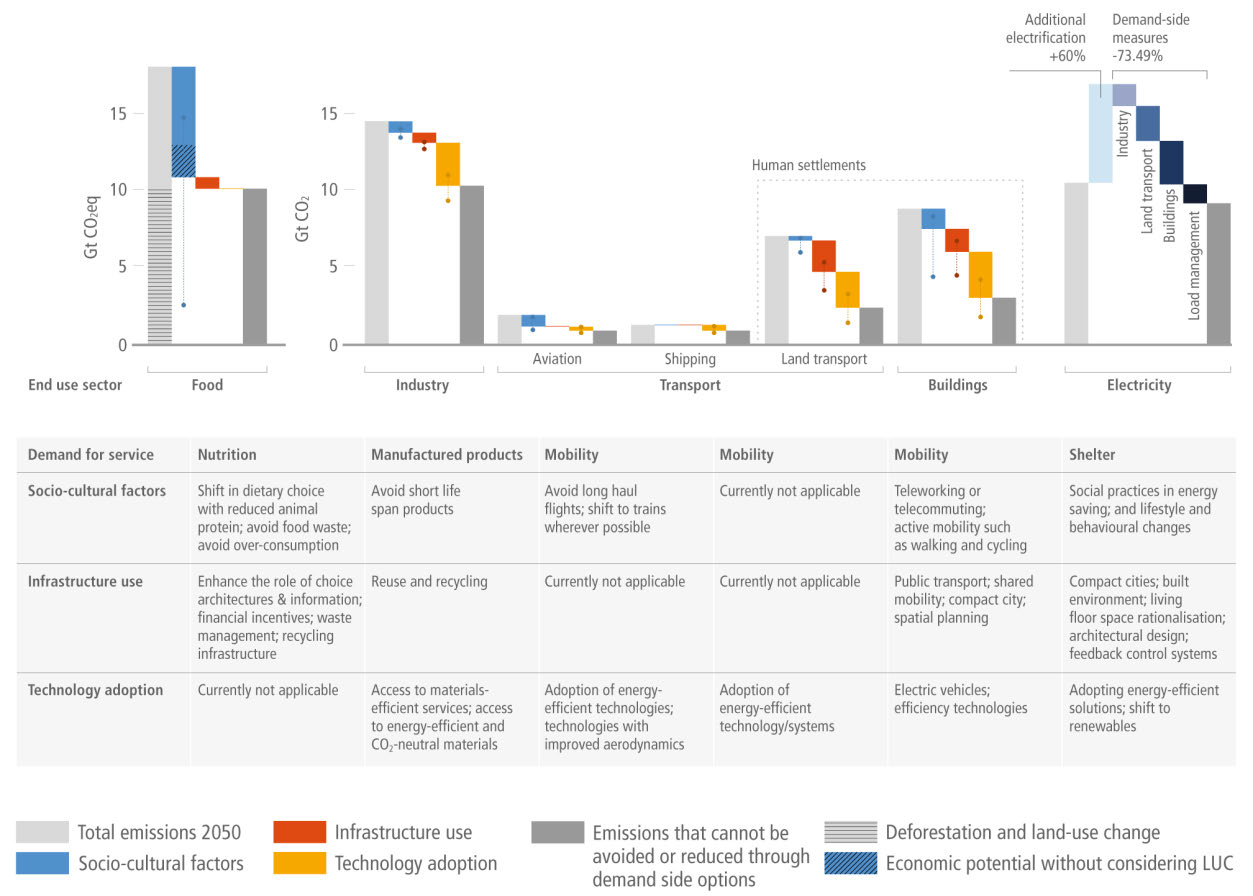 Additional
electrification
+60%
Demand-side
measures
-73.49%
Gt CO₂eq
15
10
5
0
Gt CO₂
15
10
5
0
Human settlements
Industry
Land transport
Buildings
Load management
Aviation
Shipping
Land transport
End use sector
Food
Industry
Transport
Buildings
Electricity
Demand for service
Nutrition
Manufactured products
Mobility
Mobility
Mobility
Shelter
Socio-cultural factors
Shift in dietary choice
with reduced animal
protein; avoid food waste;
avoid over-consumption
Avoid short life
span products
Avoid long haul
flights; shift to trains
wherever possible
Currently not applicable
Teleworking or
telecommuting;
active mobility such
as walking and cycling
Social practices in energy
saving; and lifestyle and
behavioural changes
Infrastructure use
Enhance the role of choice
architectures & information;
financial incentives; waste
management; recycling
infrastructure
Reuse and recycling
Currently not applicable
Currently not applicable
Public transport; shared
mobility; compact city;
spatial planning
Compact cities; built
environment; living
floor space rationalisation;
architectural design;
feedback control systems
Technology adoption
Currently not applicable
Access to materials-
efficient services; access
to energy-efficient and
CO₂-neutral materials
Adoption of energy-
efficient technologies;
technologies with
improved aerodynamics
Adoption of
energy-efficient
technology/systems
Electric vehicles;
efficiency technologies
Adopting energy-efficient
solutions; shift to
renewables
Total emissions 2050
Socio-cultural factors
Infrastructure use
Technology adoption
Emissions that cannot be
avoided or reduced through
demand side options
Deforestation and land-use change
Economic potential without considering LUC